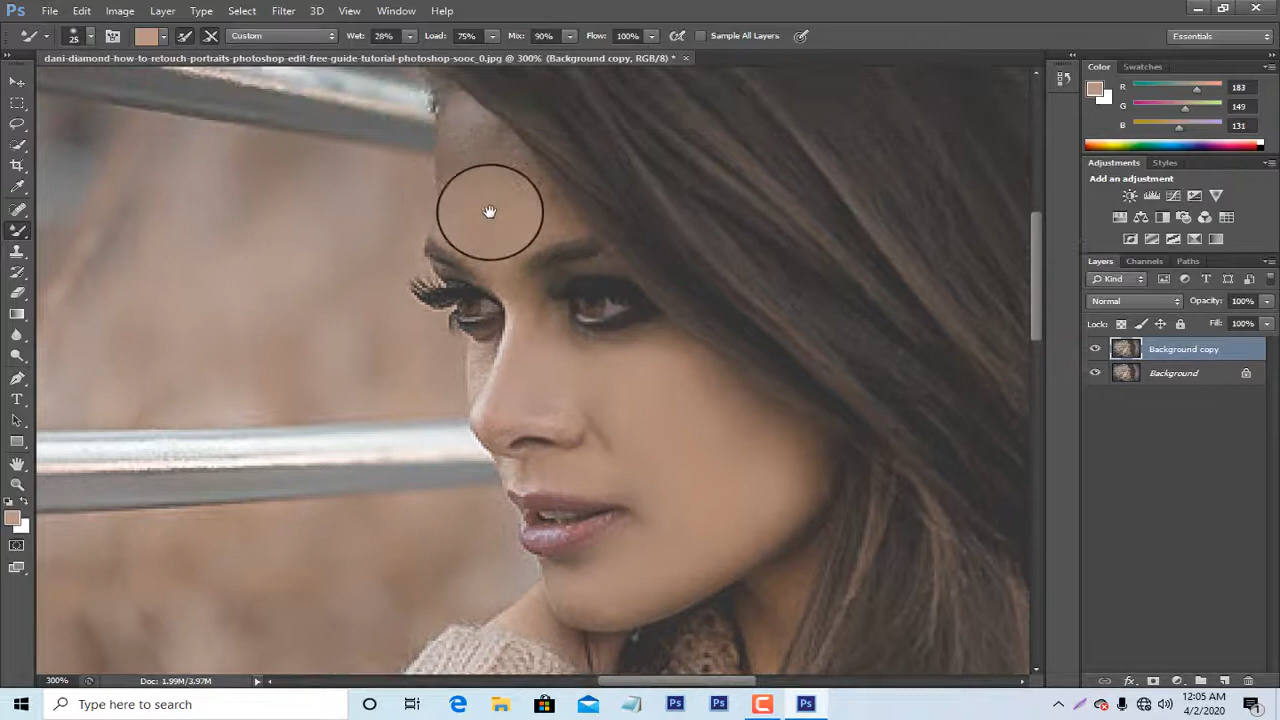 Ps File Edit Image Layer Type Select Filter 3D View Window Help
25 Custom Wet: 28% Load: 75% Mix: 90% Flow: 100% Sample All Layers Essentials
dani-diamond-how-to-retouch-portraits-photoshop-edit-free-guide-tutorial-photoshop-sooc_0.jpg @ 300% (Background copy, RGB/8) * ×
Color Swatches
R 183
G 149
B 131
Adjustments Styles
Add an adjustment
Layers Channels Paths
Kind
Normal Opacity: 100%
Lock: Fill: 100%
Background copy
Background
300% Doc: 1.99M/3.97M
Type here to search
12:05 AM
4/2/2020
1